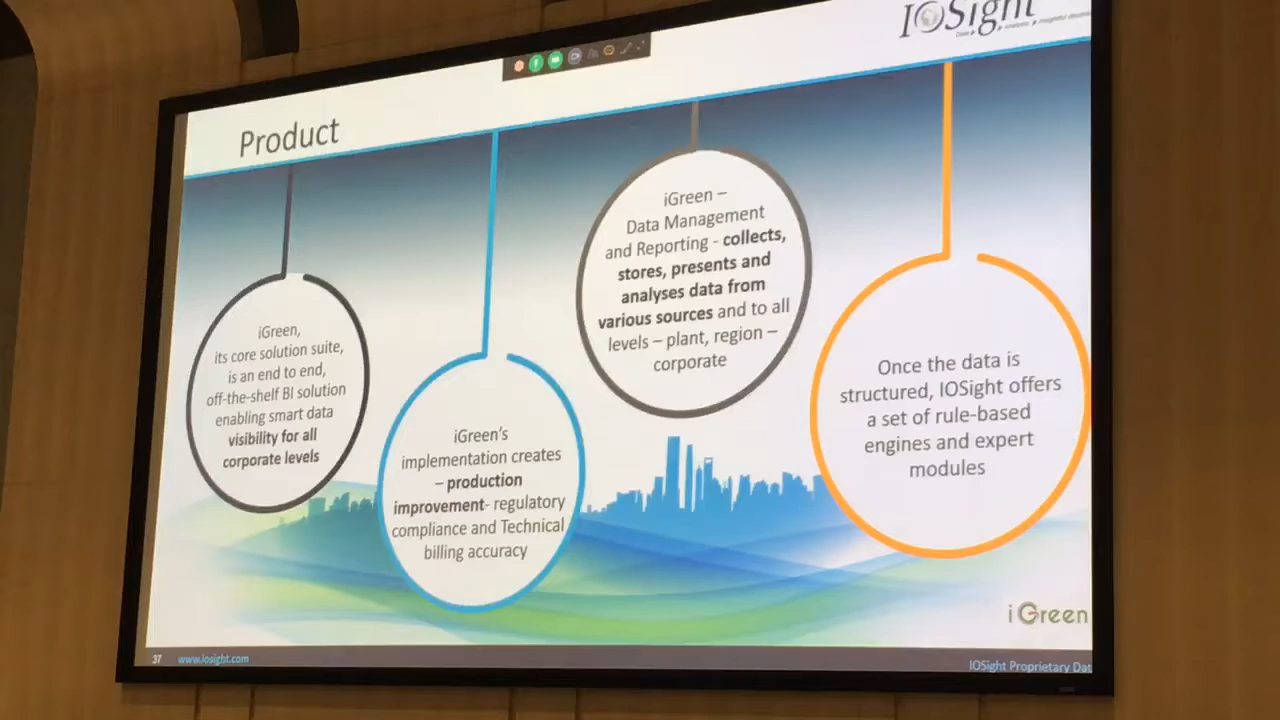 IOSight
Product
iGreen,
its core solution suite,
is an end to end,
off-the-shelf BI solution
enabling smart data
visibility for all
corporate levels
iGreen's
implementation creates
– production
improvement- regulatory
compliance and Technical
billing accuracy
iGreen –
Data Management
and Reporting - collects,
stores, presents and
analyses data from
various sources and to all
levels – plant, region –
corporate
Once the data is
structured, IOSight offers
a set of rule-based
engines and expert
modules
iGreen
37 www.iosight.com
IOSight Proprietary Dat